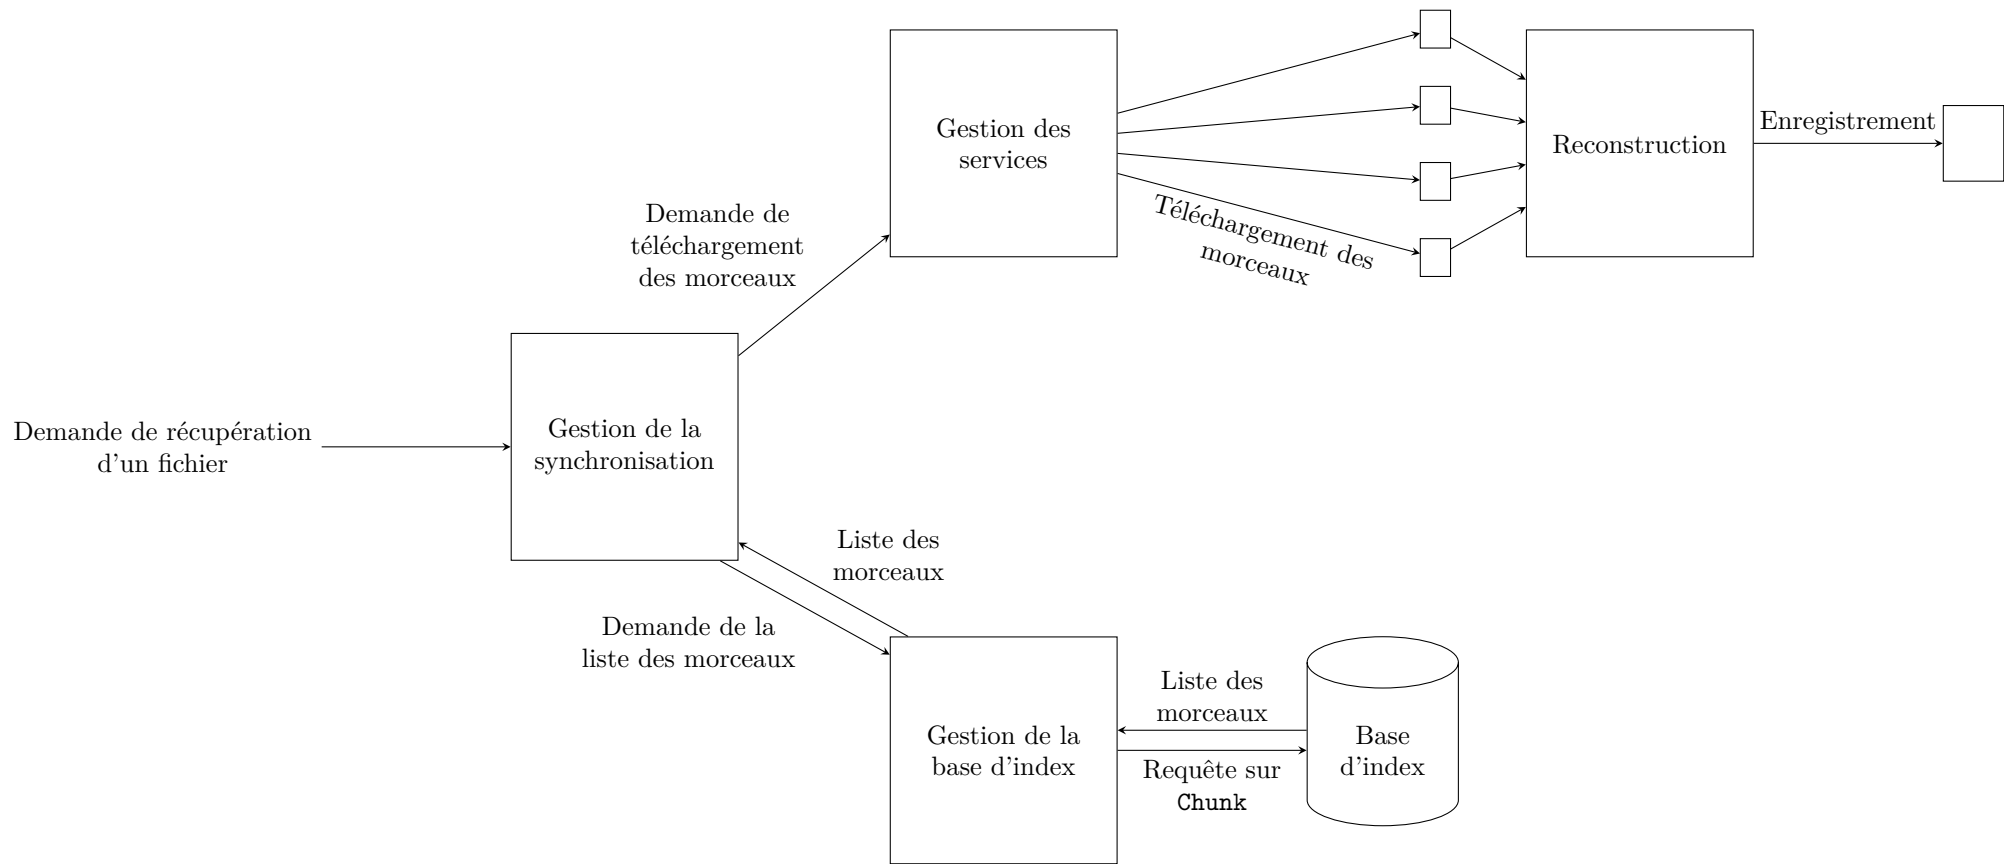 Gestion des
services
Reconstruction
Enregistrement
Demande de
téléchargement
des morceaux
Téléchargement des
morceaux
Demande de récupération
d'un fichier
Gestion de la
synchronisation
Liste des
morceaux
Demande de la
liste des morceaux
Gestion de la
base d'index
Liste des
morceaux
Requête sur
Chunk
Base
d'index